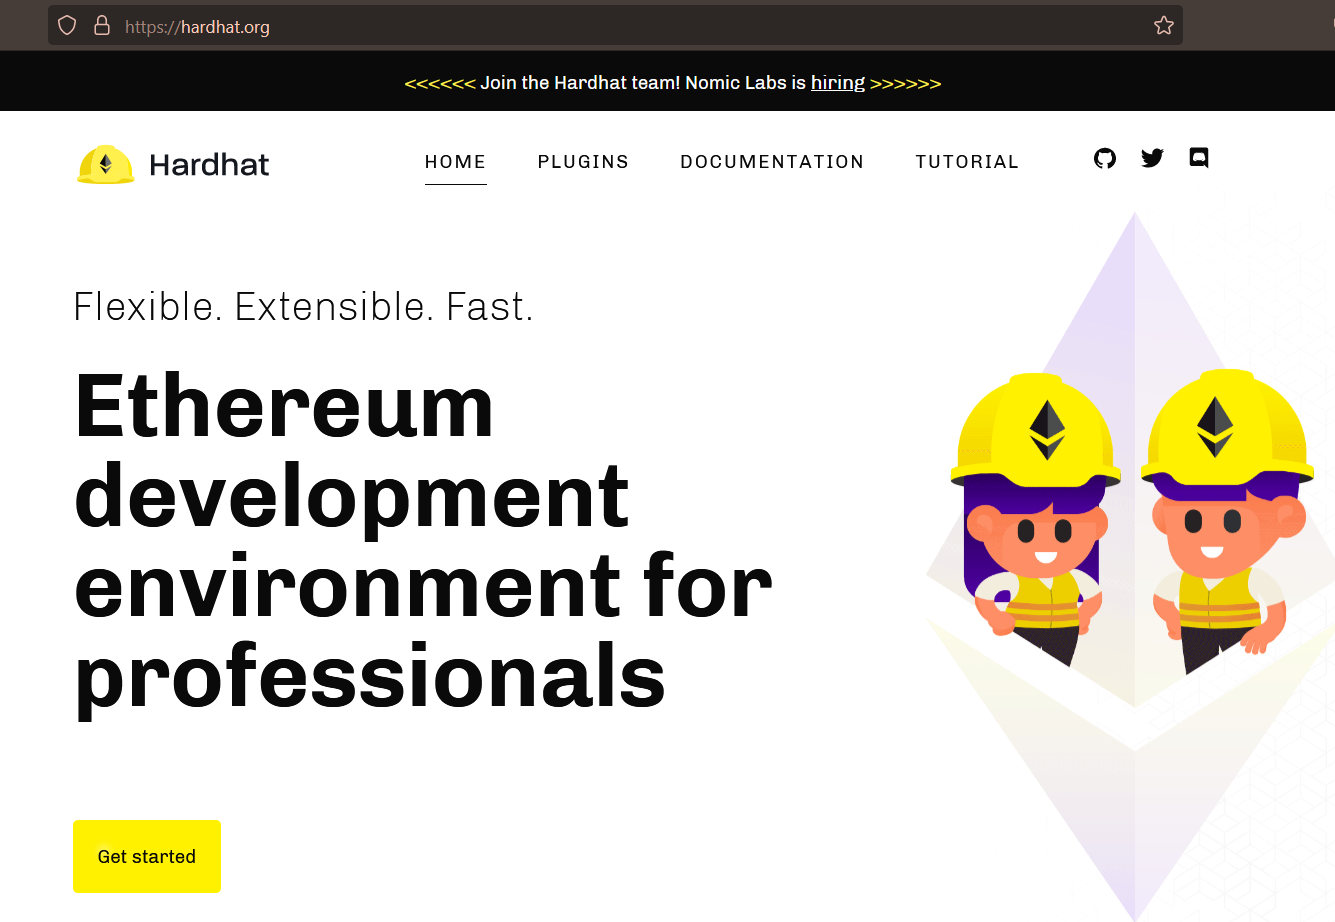 https://hardhat.org
<<<<<< Join the Hardhat team! Nomic Labs is hiring >>>>>>
Hardhat
HOME
PLUGINS
DOCUMENTATION
TUTORIAL
Flexible. Extensible. Fast.
Ethereum
development
environment for
professionals
Get started